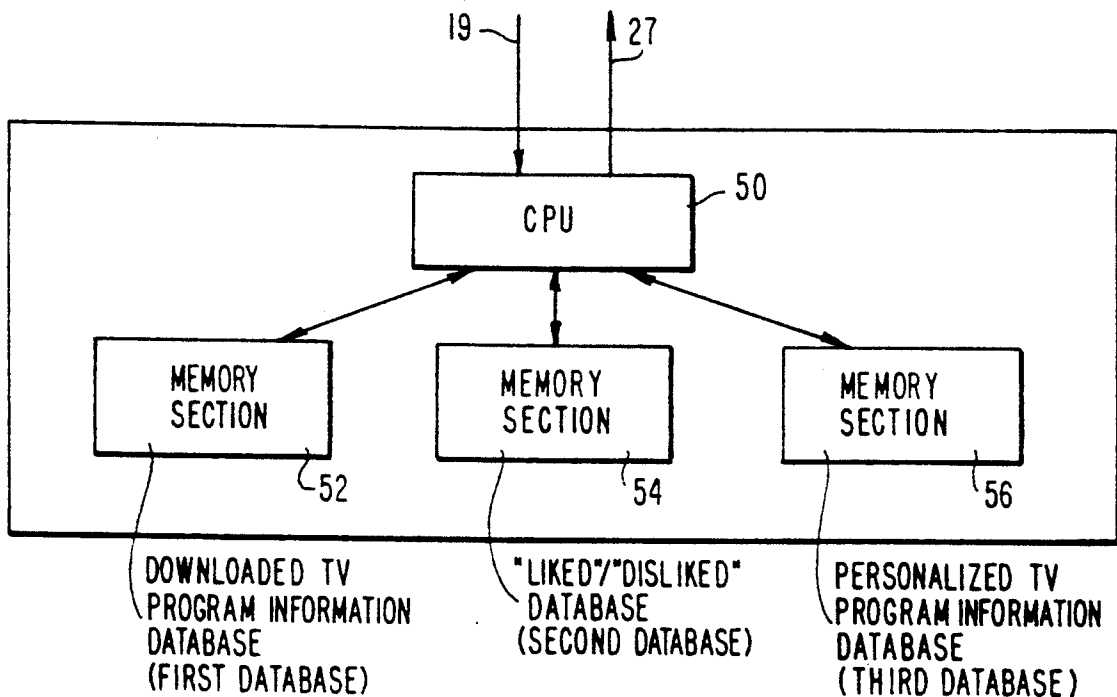 19
27
50
CPU
MEMORY
SECTION
52
MEMORY
SECTION
54
MEMORY
SECTION
56
DOWNLOADED TV
PROGRAM INFORMATION
DATABASE
(FIRST DATABASE)
"LIKED"/"DISLIKED"
DATABASE
(SECOND DATABASE)
PERSONALIZED TV
PROGRAM INFORMATION
DATABASE
(THIRD DATABASE)